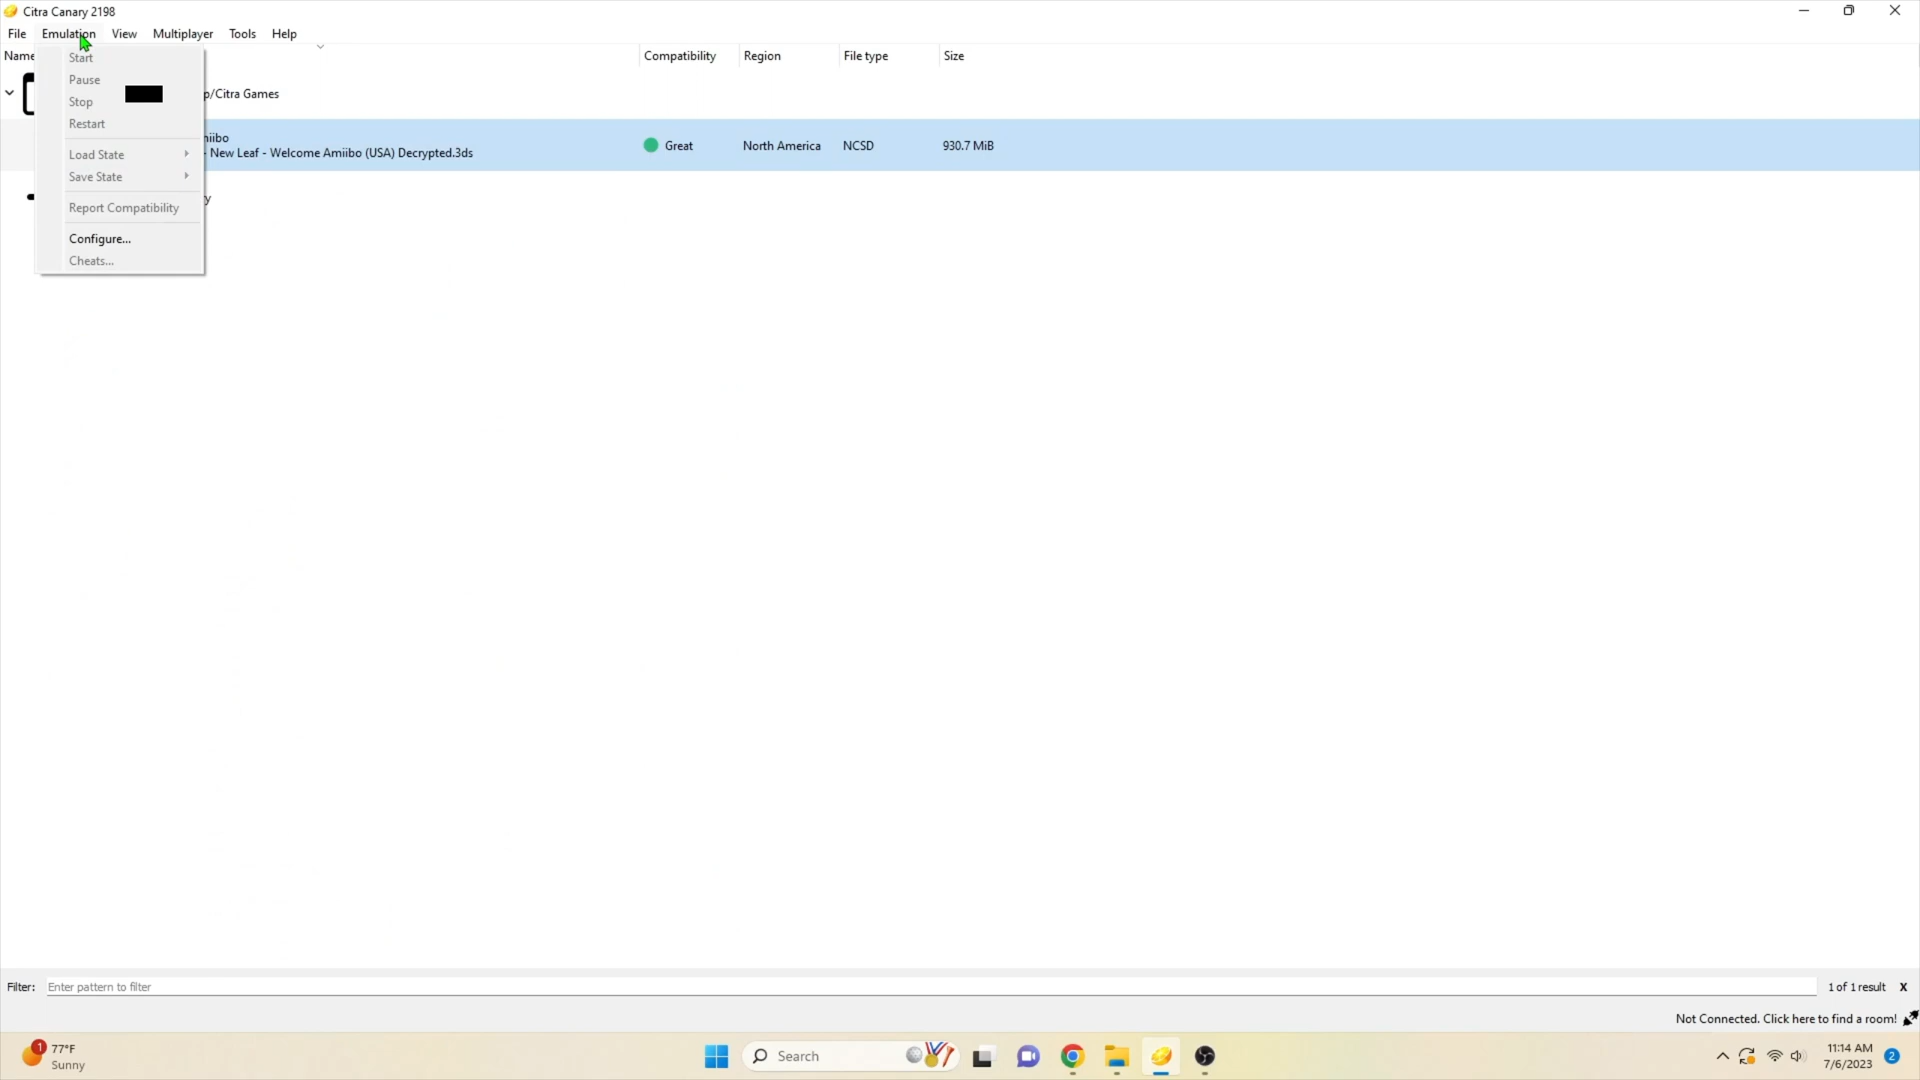 Citra Canary 2198
File Emulation View Multiplayer Tools Help
Name Compatibility Region File type Size
Start
Pause
Stop
Restart
Load State
Save State
Report Compatibility
Configure...
Cheats...
p/Citra Games
niibo
- New Leaf - Welcome Amiibo (USA) Decrypted.3ds
Great North America NCSD 930.7 MiB
y
Filter: Enter pattern to filter 1 of 1 result X
Not Connected. Click here to find a room!
1
77°F
Sunny
Search
11:14 AM
7/6/2023
2